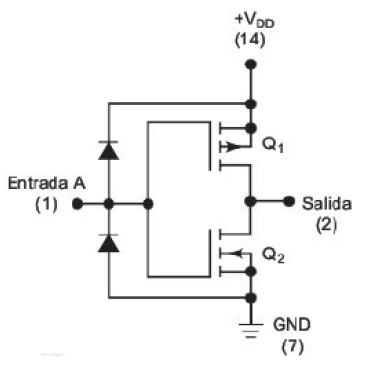 +VDD
(14)
Q1
Entrada A
(1)
Salida
(2)
Q2
GND
(7)